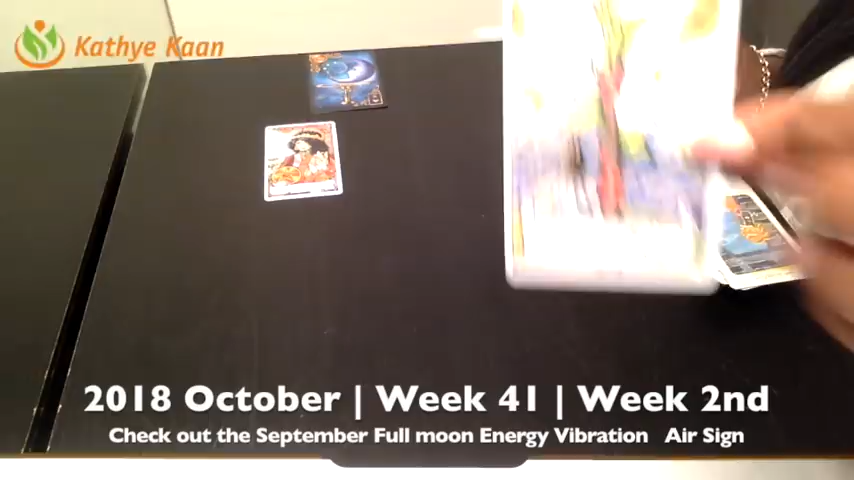 Kathye Kaan
2018 October | Week 41 | Week 2nd
Check out the September Full moon Energy Vibration Air Sign